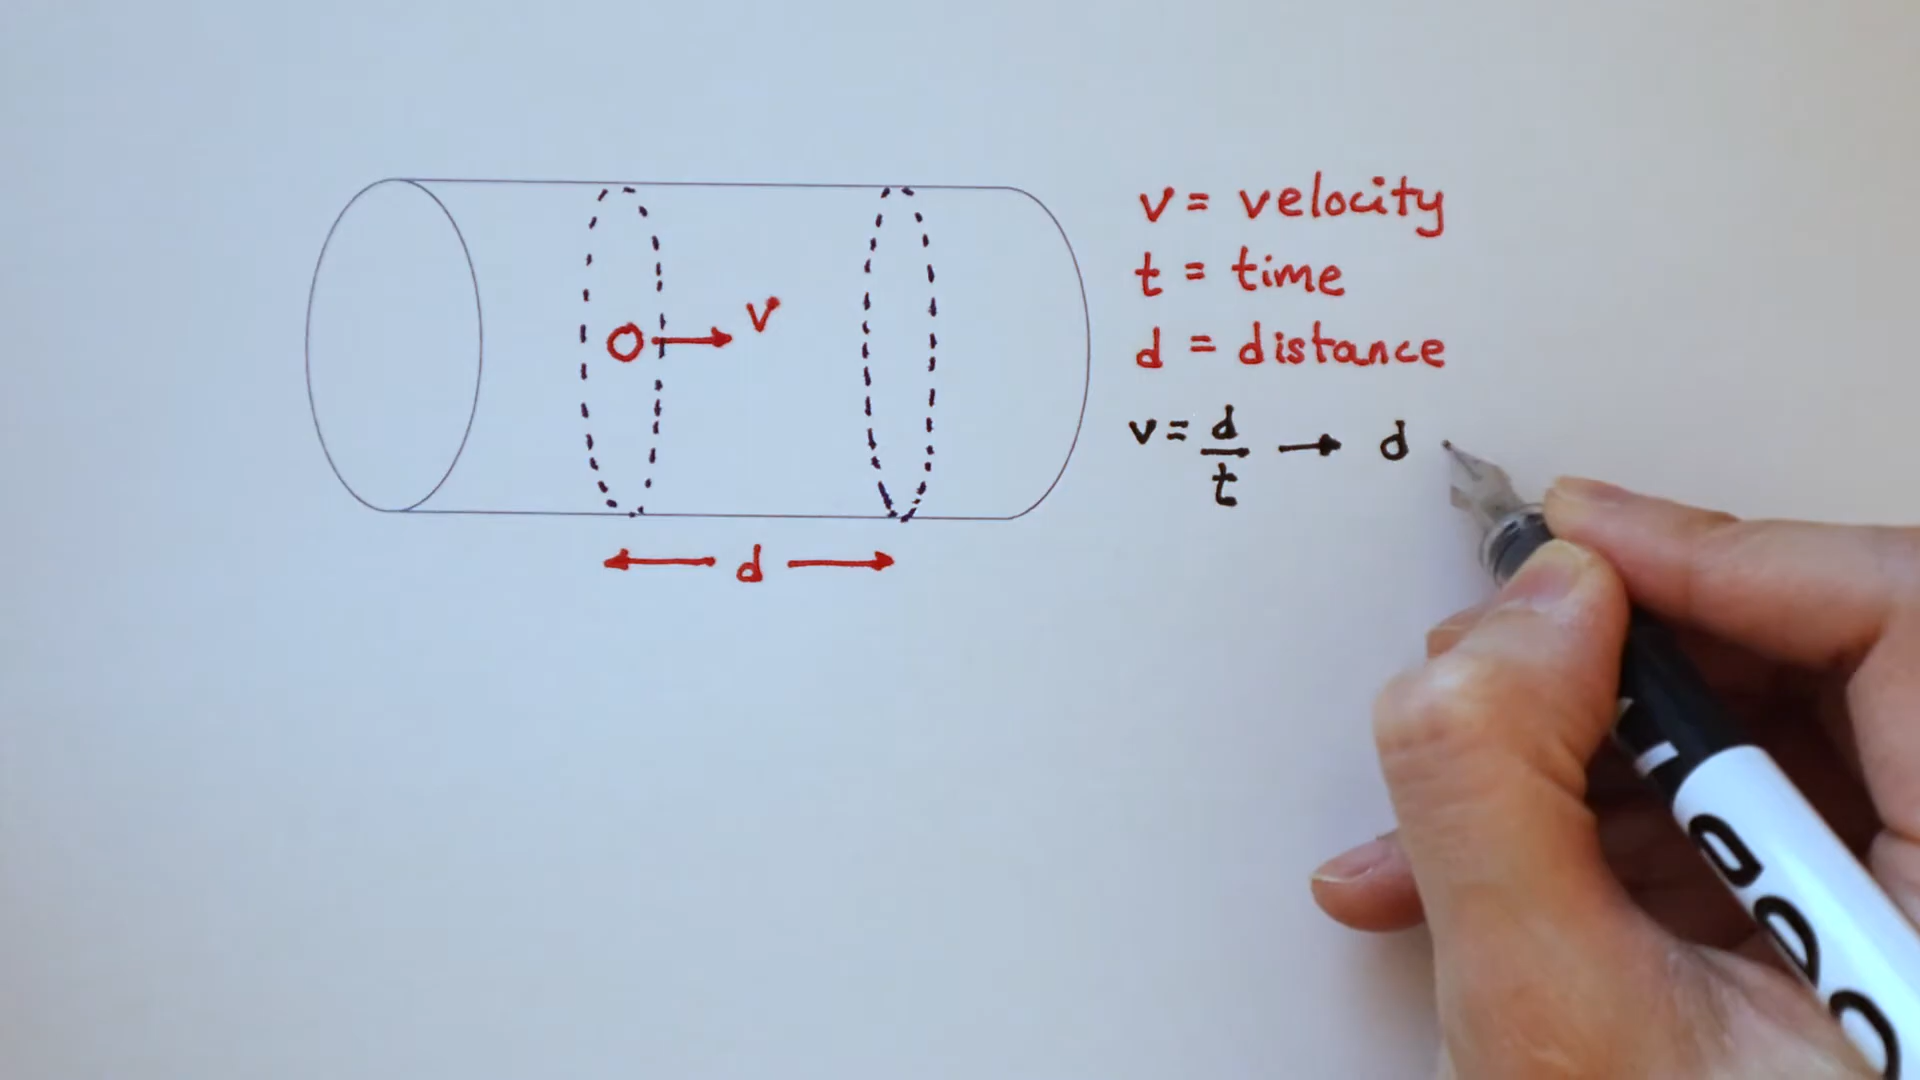 v = velocity
t = time
d = distance
v
v = d/t → d
d